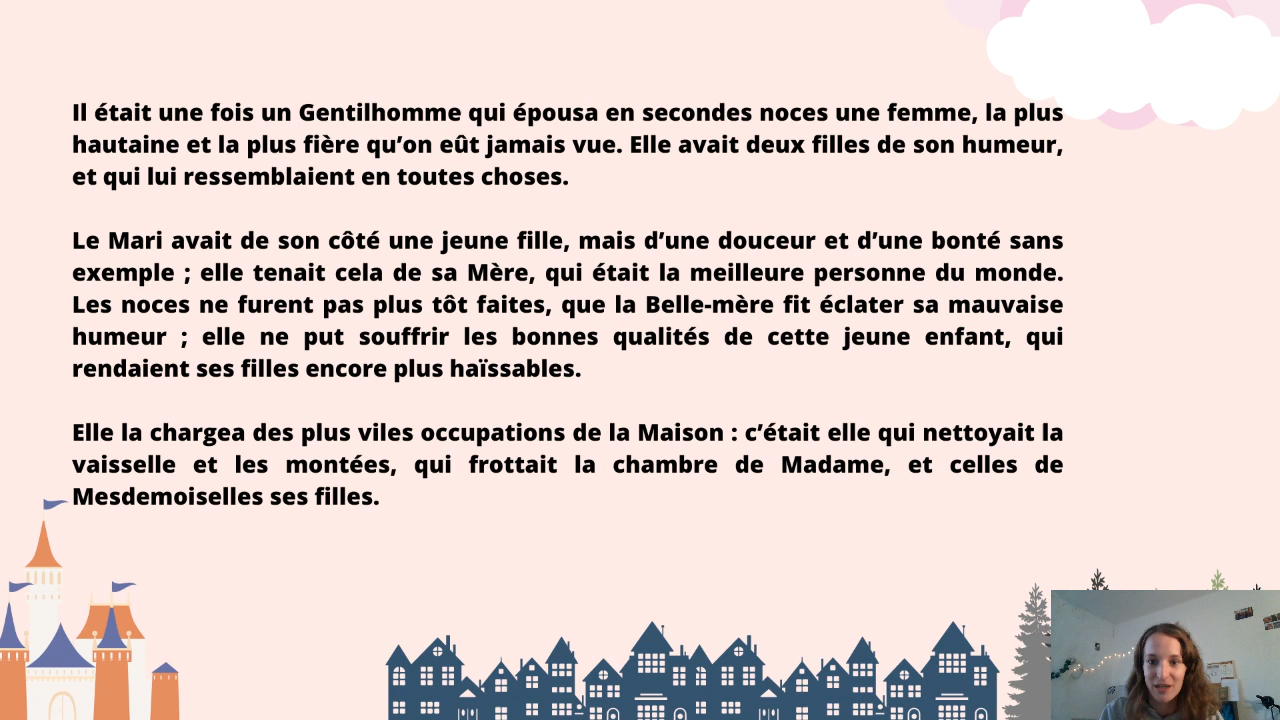 Il était une fois un Gentilhomme qui épousa en secondes noces une femme, la plus
hautaine et la plus fière qu’on eût jamais vue. Elle avait deux filles de son humeur,
et qui lui ressemblaient en toutes choses.
Le Mari avait de son côté une jeune fille, mais d’une douceur et d’une bonté sans
exemple ; elle tenait cela de sa Mère, qui était la meilleure personne du monde.
Les noces ne furent pas plus tôt faites, que la Belle-mère fit éclater sa mauvaise
humeur ; elle ne put souffrir les bonnes qualités de cette jeune enfant, qui
rendaient ses filles encore plus haïssables.
Elle la chargea des plus viles occupations de la Maison : c’était elle qui nettoyait la
vaisselle et les montées, qui frottait la chambre de Madame, et celles de
Mesdemoiselles ses filles.